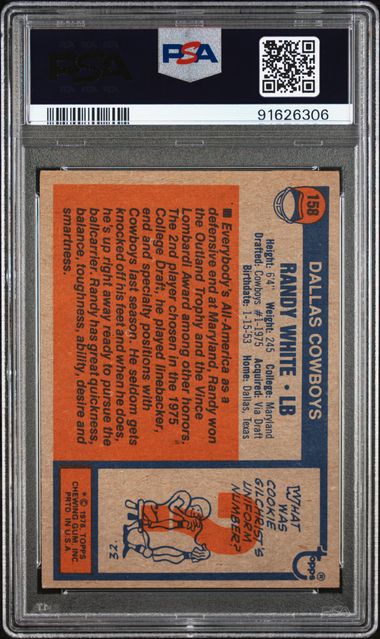 PSA
PSA
91626306
158
DALLAS COWBOYS
RANDY WHITE • LB
Height: 6'4" Weight: 245 College: Maryland
Drafted: Cowboys #1-1975 Acquired: Via Draft
Birthdate: 1-15-53 Home: Dallas, Texas
■ Everybody's All-America as a
defensive end at Maryland, Randy won
the Outland Trophy and the Vince
Lombardi Award among other honors.
The 2nd player chosen in the 1975
College Draft, he played linebacker,
end and specialty positions with
Cowboys last season. He seldom gets
knocked off his feet and when he does,
he's up right away ready to pursue the
ballcarrier. Randy has great quickness,
balance, toughness, ability, desire and
smartness.
TOPPS
®
WHAT
WAS
COOKIE
GILCHRIST'S
UNIFORM
NUMBER?
32.
* © 1976 TOPPS
CHEWING GUM, INC.
PRTD. IN U.S.A.
PSA